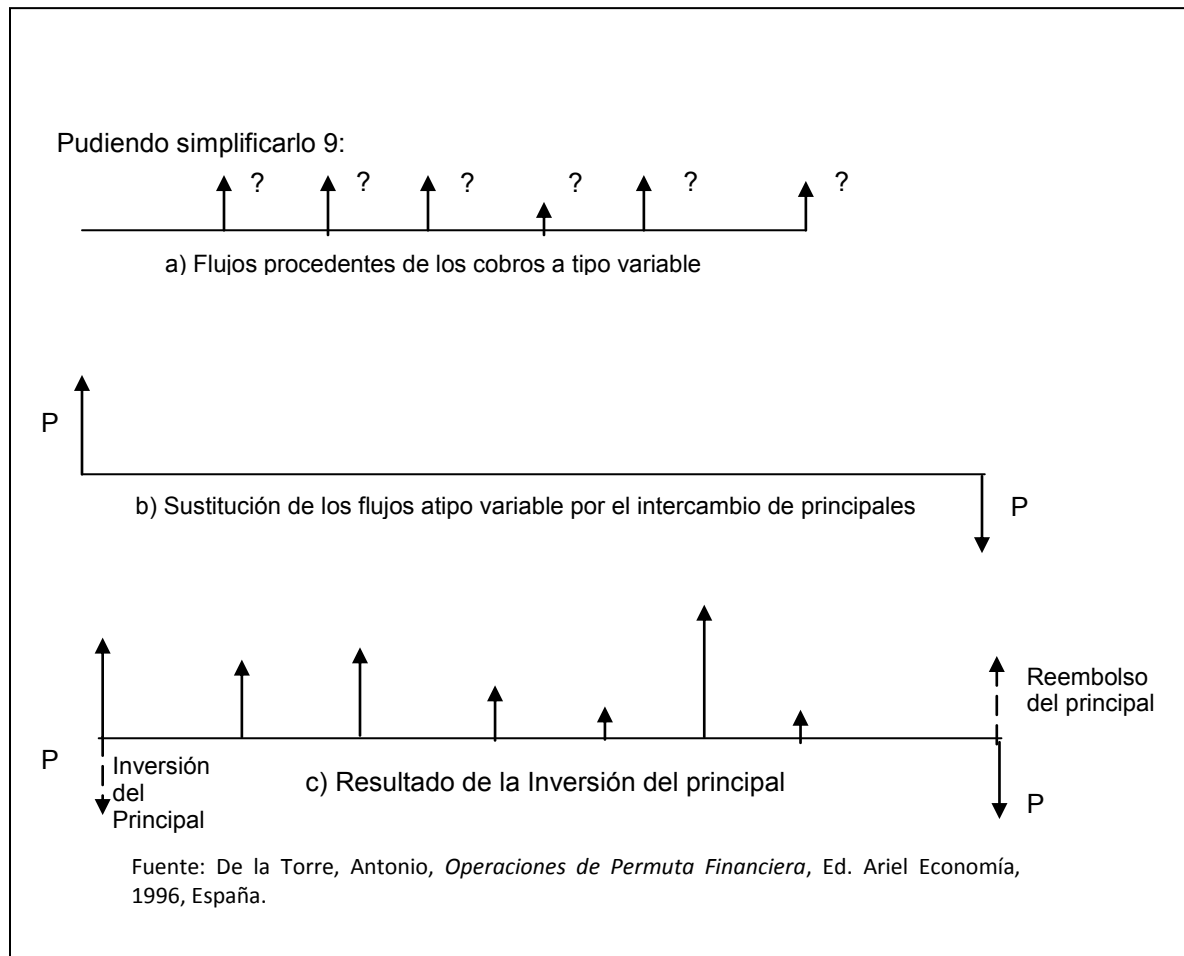 Pudiendo simplificarlo 9:
? ? ? ? ? ?
a) Flujos procedentes de los cobros a tipo variable
P
b) Sustitución de los flujos atipo variable por el intercambio de principales
P
Reembolso
del principal
P
Inversión
del
Principal
c) Resultado de la Inversión del principal
P
Fuente: De la Torre, Antonio, Operaciones de Permuta Financiera, Ed. Ariel Economía,
1996, España.